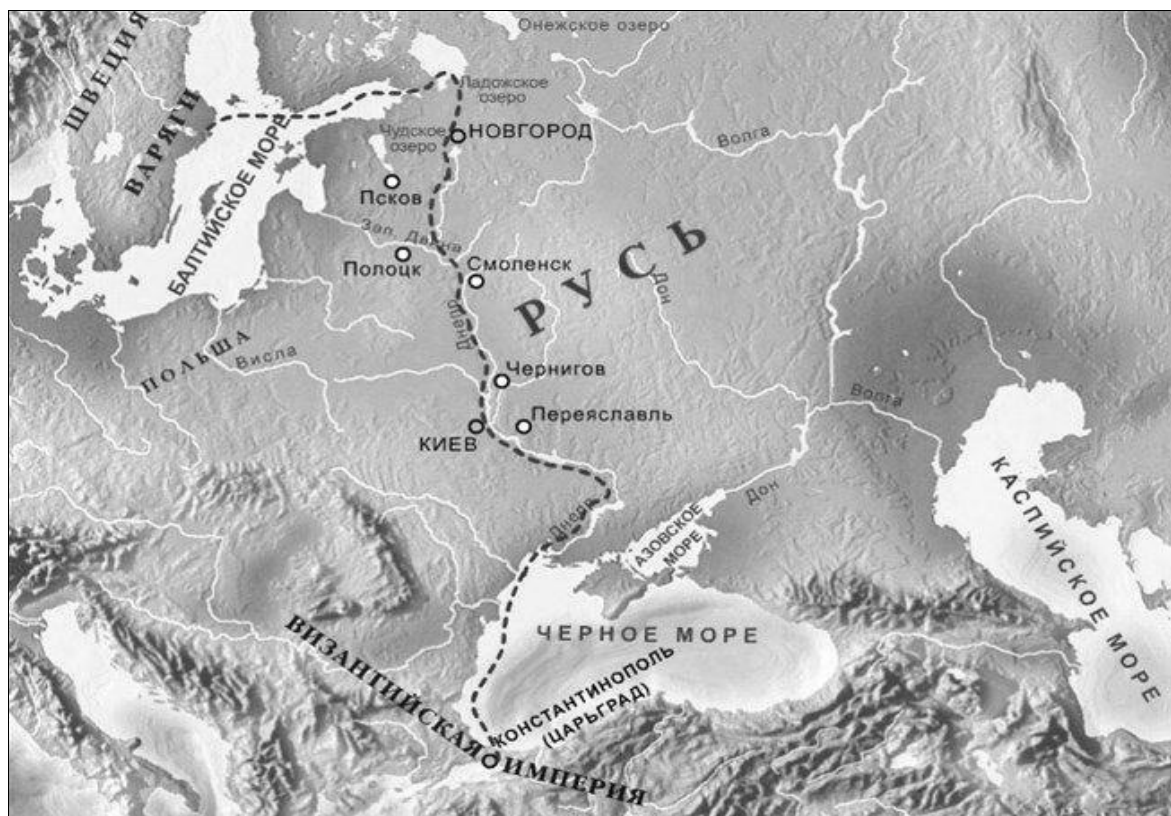 Онежское озеро
ШВЕЦИЯ
ВАРЯГИ
Ладожское
озеро
Чудское
озеро
НОВГОРОД
Волга
БАЛТИЙСКОЕ МОРЕ
Псков
Зап. Двина
Полоцк
Смоленск
РУСЬ
Дон
Днепр
ПОЛЬША
Висла
Чернигов
Волга
Переяславль
КИЕВ
Дон
Днепр
АЗОВСКОЕ
МОРЕ
КАСПИЙСКОЕ МОРЕ
ЧЕРНОЕ МОРЕ
КОНСТАНТИНОПОЛЬ
(ЦАРЬГРАД)
ВИЗАНТИЙСКАЯ ИМПЕРИЯ